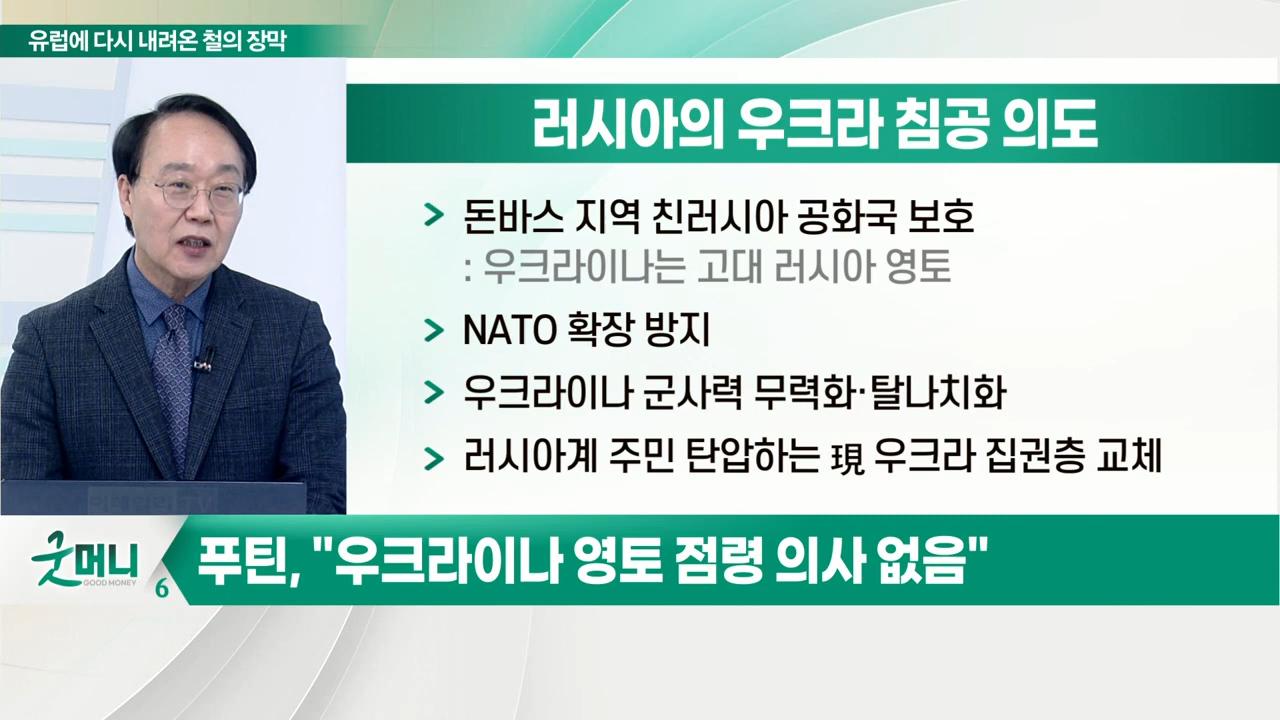 유럽에 다시 내려온 철의 장막
러시아의 우크라 침공 의도
> 돈바스 지역 친러시아 공화국 보호
: 우크라이나는 고대 러시아 영토
> NATO 확장 방지
> 우크라이나 군사력 무력화·탈나치화
> 러시아계 주민 탄압하는 現 우크라 집권층 교체
굿머니
GOOD MONEY
6
푸틴, "우크라이나 영토 점령 의사 없음"